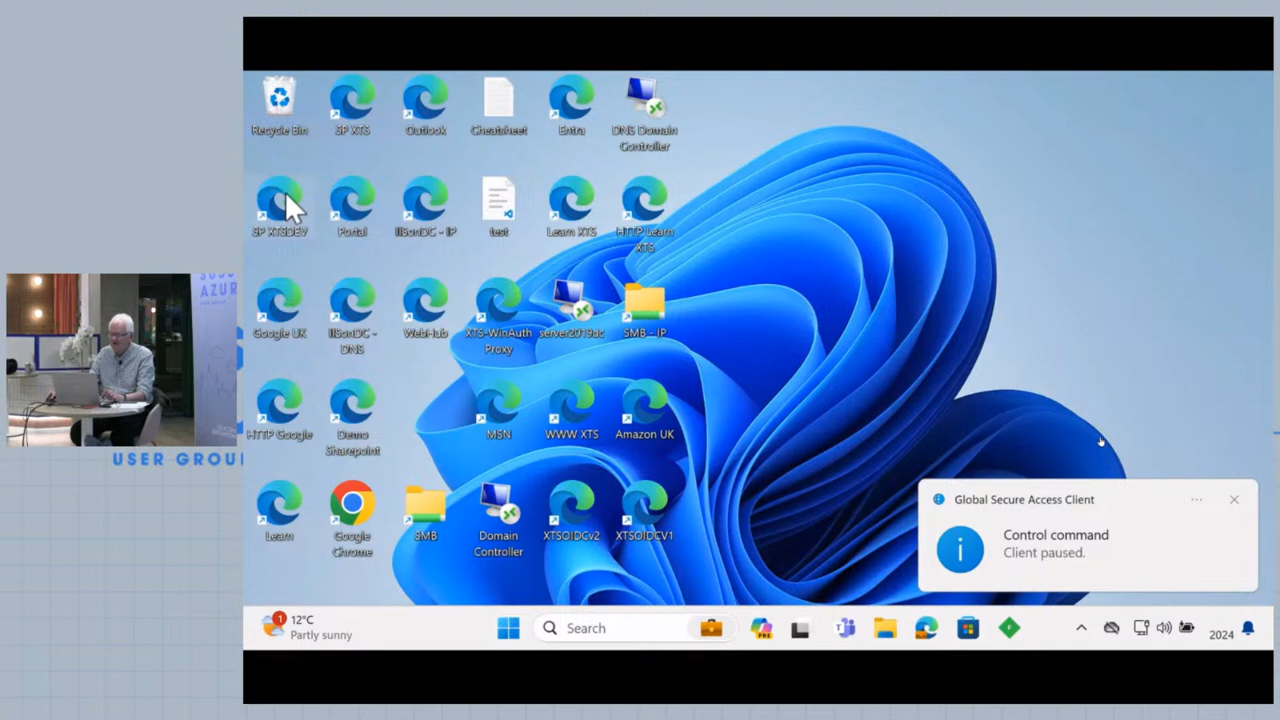 Recycle Bin
SP XTS
Outlook
Cheatsheet
Entra
DNS Domain
Controller
SP XTSDEV
Portal
IISonDC - IP
test
Learn XTS
HTTP Learn
XTS
Google UK
IISonDC -
DNS
WebHub
XTS-WinAuth
Proxy
server2019dc
SMB - IP
HTTP Google
Demo
Sharepoint
MSN
WWW XTS
Amazon UK
Learn
Google
Chrome
SMB
Domain
Controller
XTSOIDCv2
XTSOIDCV1
AZUR
USER GROU
Global Secure Access Client
Control command
Client paused.
1
12°C
Partly sunny
Search
PRE
2024